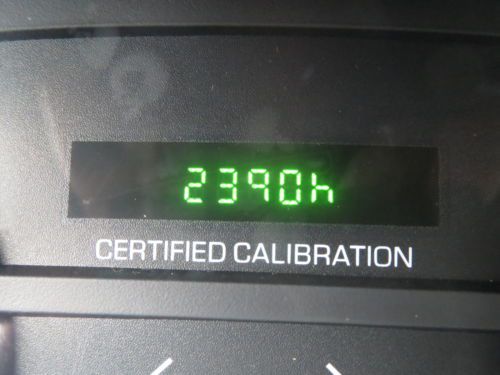 2390h
CERTIFIED CALIBRATION